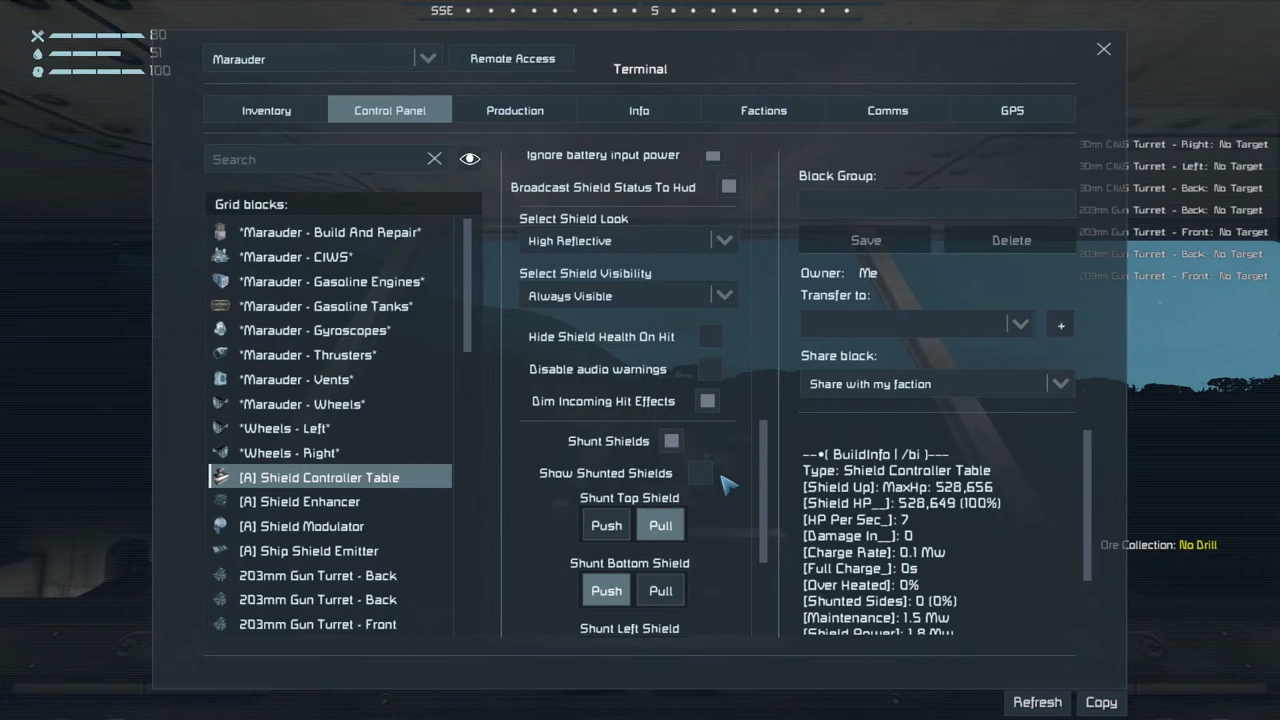 SSE S
80
51
100
Marauder
Remote Access
Terminal
Inventory
Control Panel
Production
Info
Factions
Comms
GPS
Search
Grid blocks:
*Marauder - Build And Repair*
*Marauder - CIWS*
*Marauder - Gasoline Engines*
*Marauder - Gasoline Tanks*
*Marauder - Gyroscopes*
*Marauder - Thrusters*
*Marauder - Vents*
*Marauder - Wheels*
*Wheels - Left*
*Wheels - Right*
[A] Shield Controller Table
[A] Shield Enhancer
[A] Shield Modulator
[A] Ship Shield Emitter
203mm Gun Turret - Back
203mm Gun Turret - Back
203mm Gun Turret - Front
Ignore battery input power
Broadcast Shield Status To Hud
Select Shield Look
High Reflective
Select Shield Visibility
Always Visible
Hide Shield Health On Hit
Disable audio warnings
Dim Incoming Hit Effects
Shunt Shields
Show Shunted Shields
Shunt Top Shield
Push Pull
Shunt Bottom Shield
Push Pull
Shunt Left Shield
Block Group:
Save Delete
Owner: Me
Transfer to:
+
Share block:
Share with my faction
--•( BuildInfo | /bi )---
Type: Shield Controller Table
[Shield Up]: MaxHp: 528,656
[Shield HP__]: 528,649 (100%)
[HP Per Sec_]: 7
[Damage In__]: 0
[Charge Rate]: 0.1 Mw
[Full Charge_]: 0s
[Over Heated]: 0%
[Shunted Sides]: 0 (0%)
[Maintenance]: 1.5 Mw
[Shield Power]: 1.8 Mw
30mm CIWS Turret - Right: No Target
30mm CIWS Turret - Left: No Target
30mm CIWS Turret - Back: No Target
203mm Gun Turret - Back: No Target
203mm Gun Turret - Front: No Target
203mm Gun Turret - Back: No Target
203mm Gun Turret - Front: No Target
Ore Collection: No Drill
Refresh
Copy